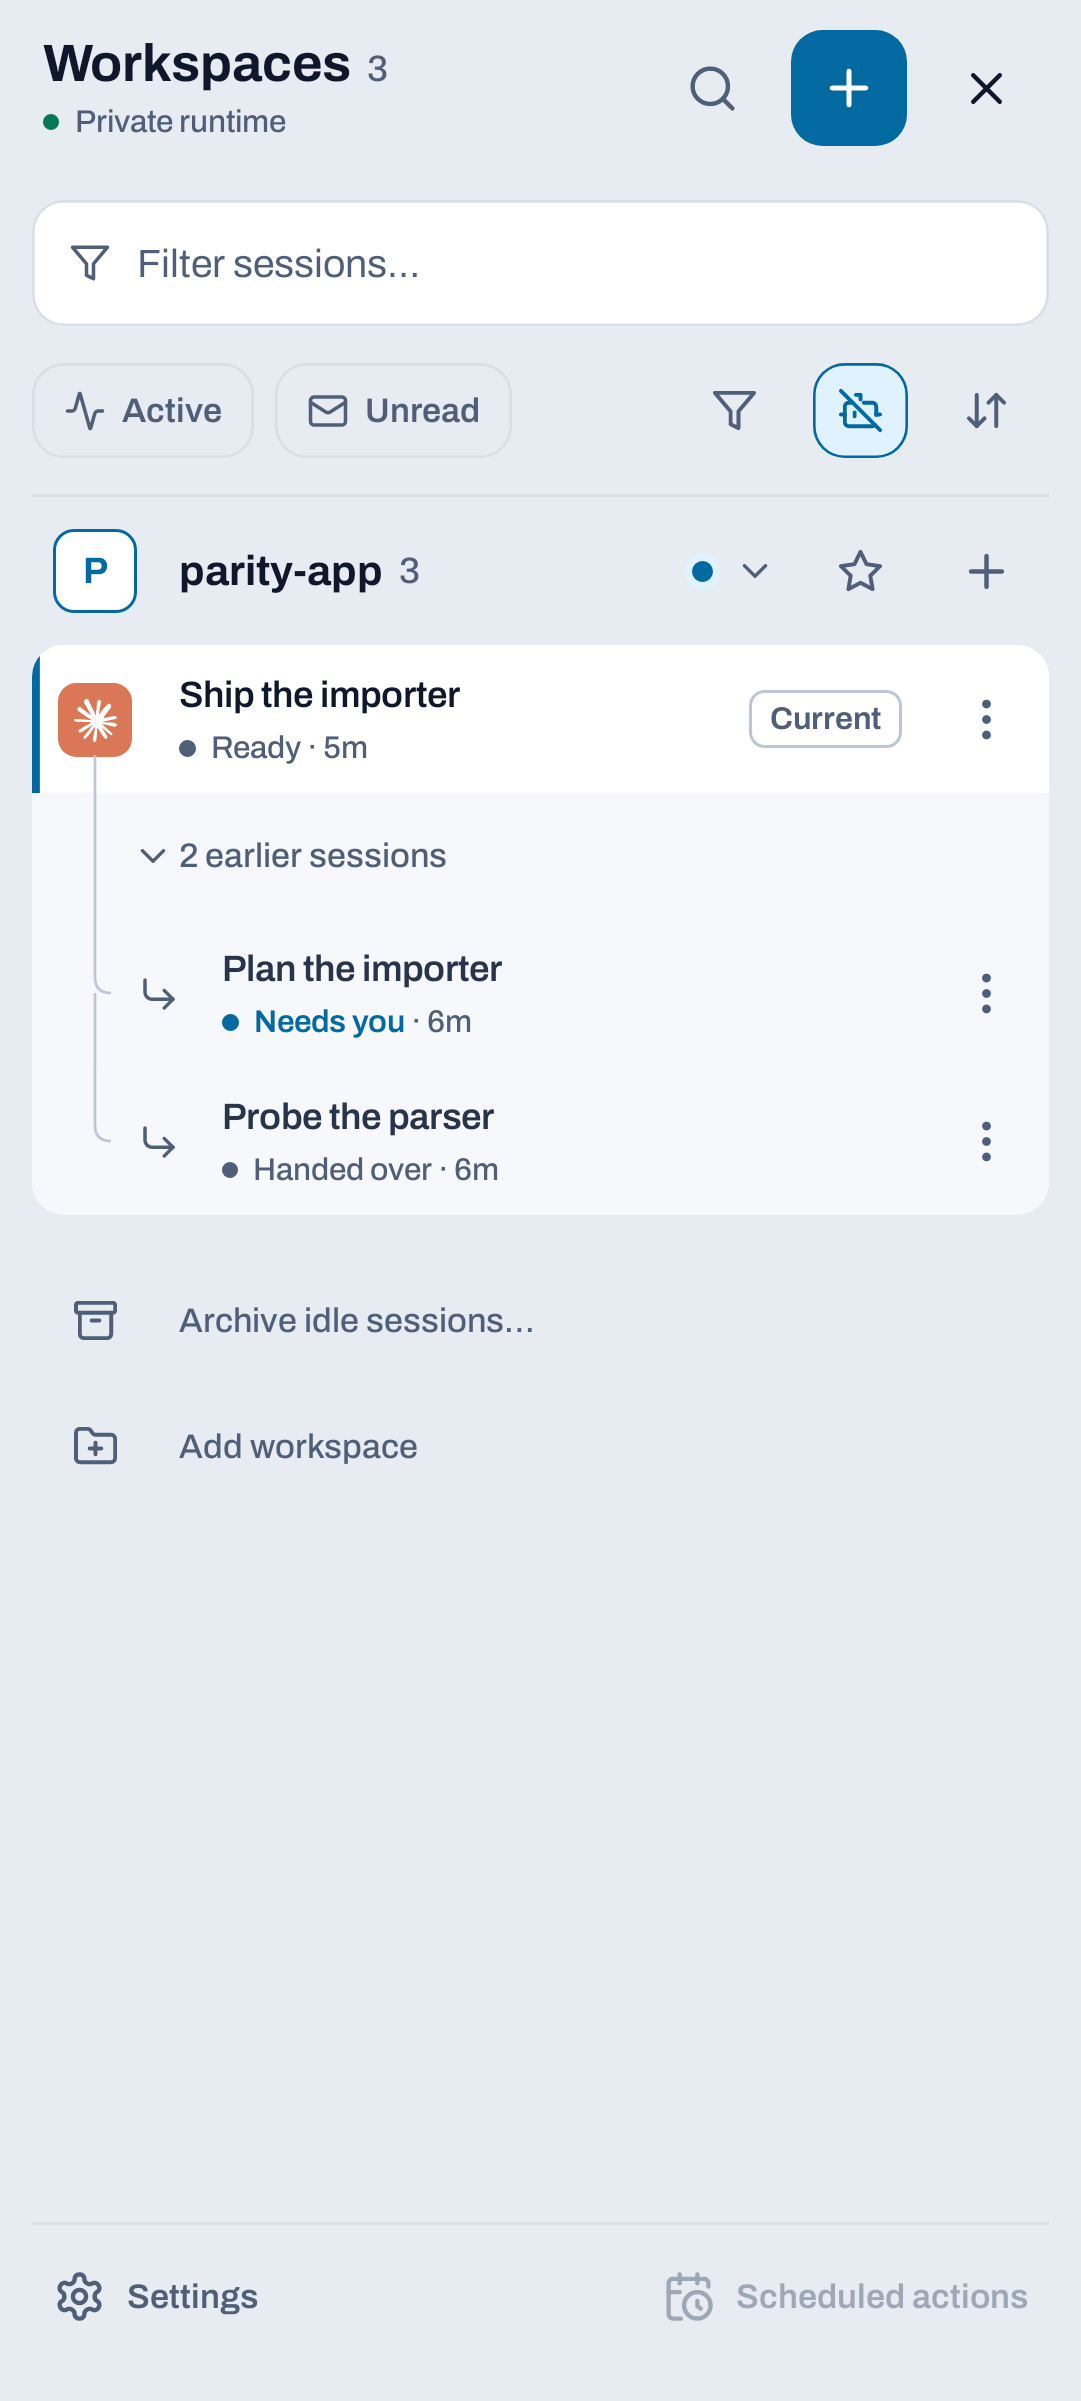 Workspaces 3
Private runtime
Filter sessions...
Active
Unread
P
parity-app 3
Ship the importer
Ready · 5m
Current
2 earlier sessions
Plan the importer
Needs you · 6m
Probe the parser
Handed over · 6m
Archive idle sessions...
Add workspace
Settings
Scheduled actions